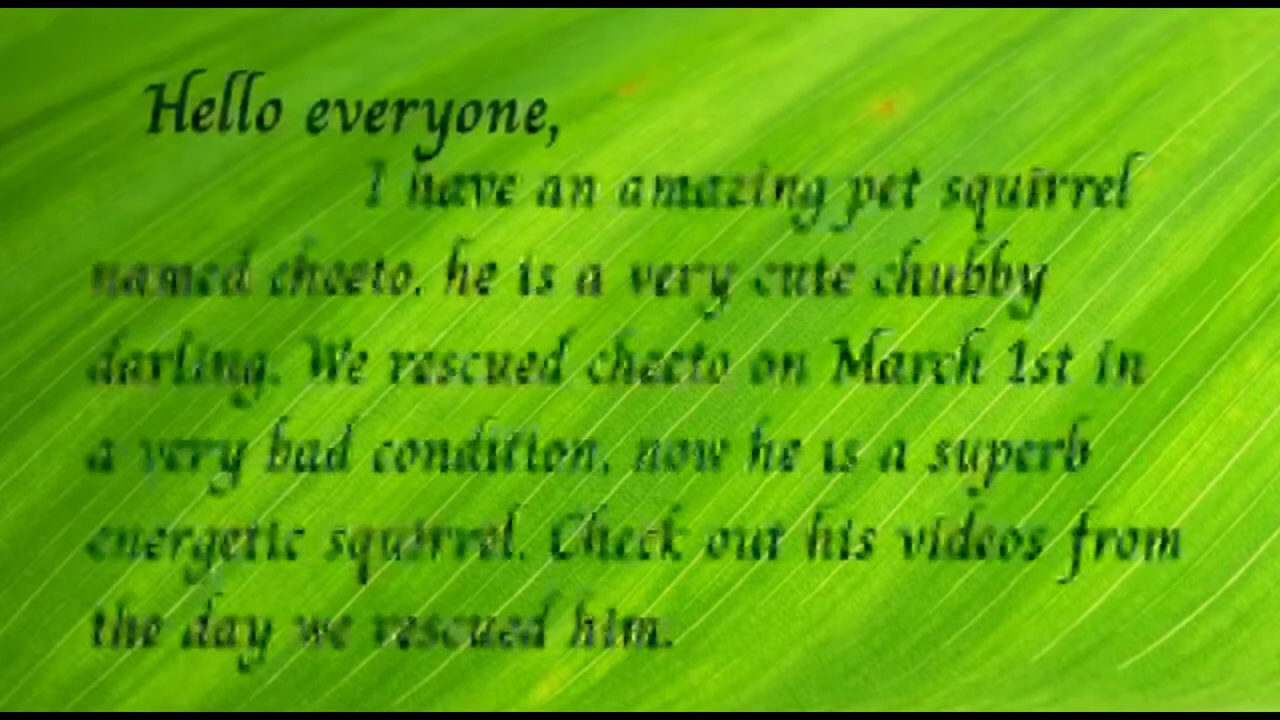 Hello everyone,
I have an amazing pet squirrel
named cheeto, he is a very cute chubby
darling. We rescued cheeto on March 1st in
a very bad condition, now he is a superb
energetic squirrel. Check out his videos from
the day we rescued him.